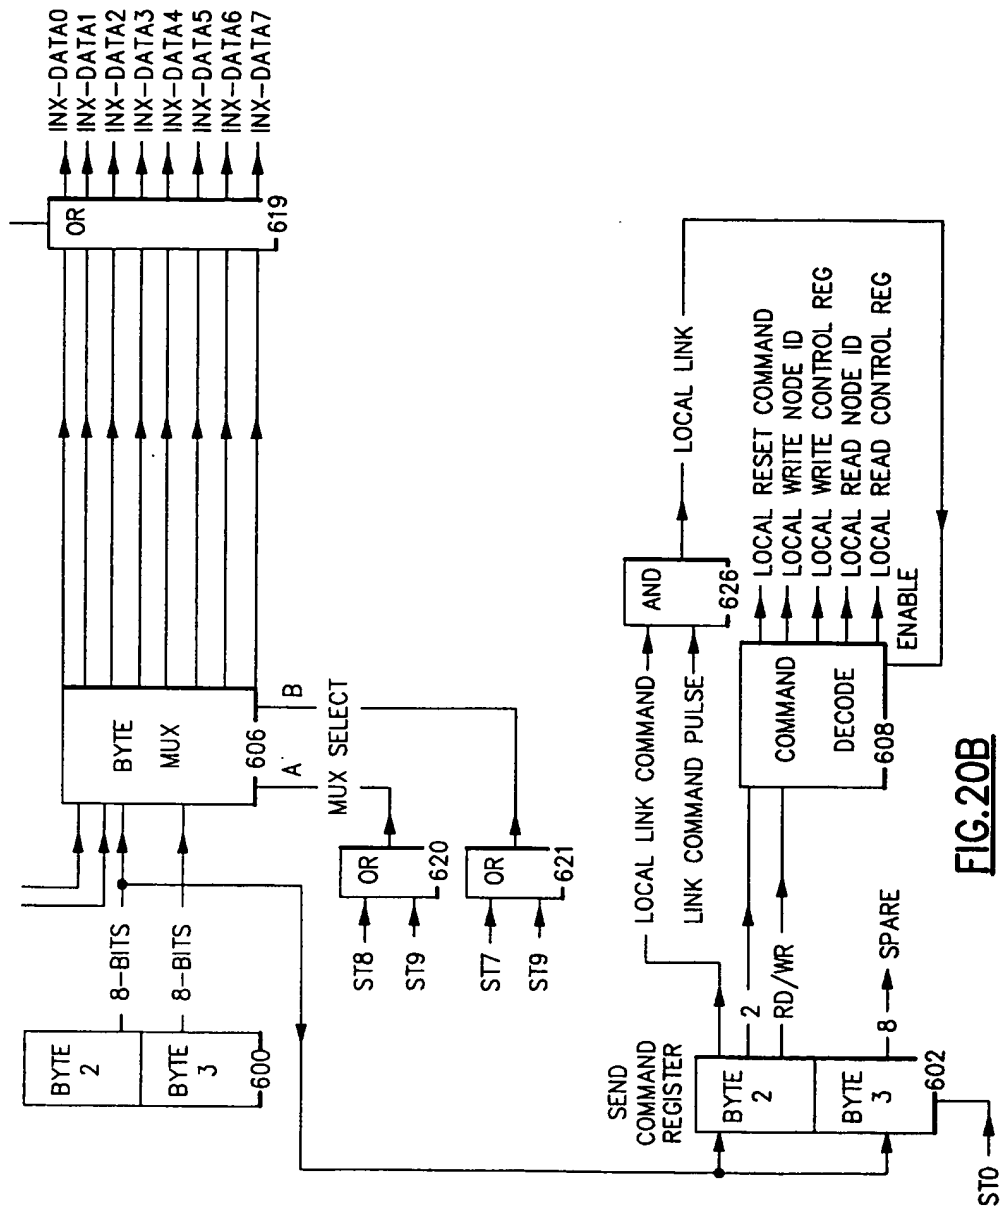 INX-DATA0
INX-DATA1
INX-DATA2
INX-DATA3
INX-DATA4
INX-DATA5
INX-DATA6
INX-DATA7
OR
619
BYTE
MUX
606
A
B
MUX SELECT
BYTE
2
BYTE
3
600
8-BITS
8-BITS
ST8
ST9
OR
620
ST7
ST9
OR
621
LOCAL LINK COMMAND
LINK COMMAND PULSE
AND
626
LOCAL LINK
SEND
COMMAND
REGISTER
BYTE
2
BYTE
3
602
ST0
2
RD/WR
8
SPARE
COMMAND
DECODE
608
LOCAL RESET COMMAND
LOCAL WRITE NODE ID
LOCAL WRITE CONTROL REG
LOCAL READ NODE ID
LOCAL READ CONTROL REG
ENABLE
FIG.20B